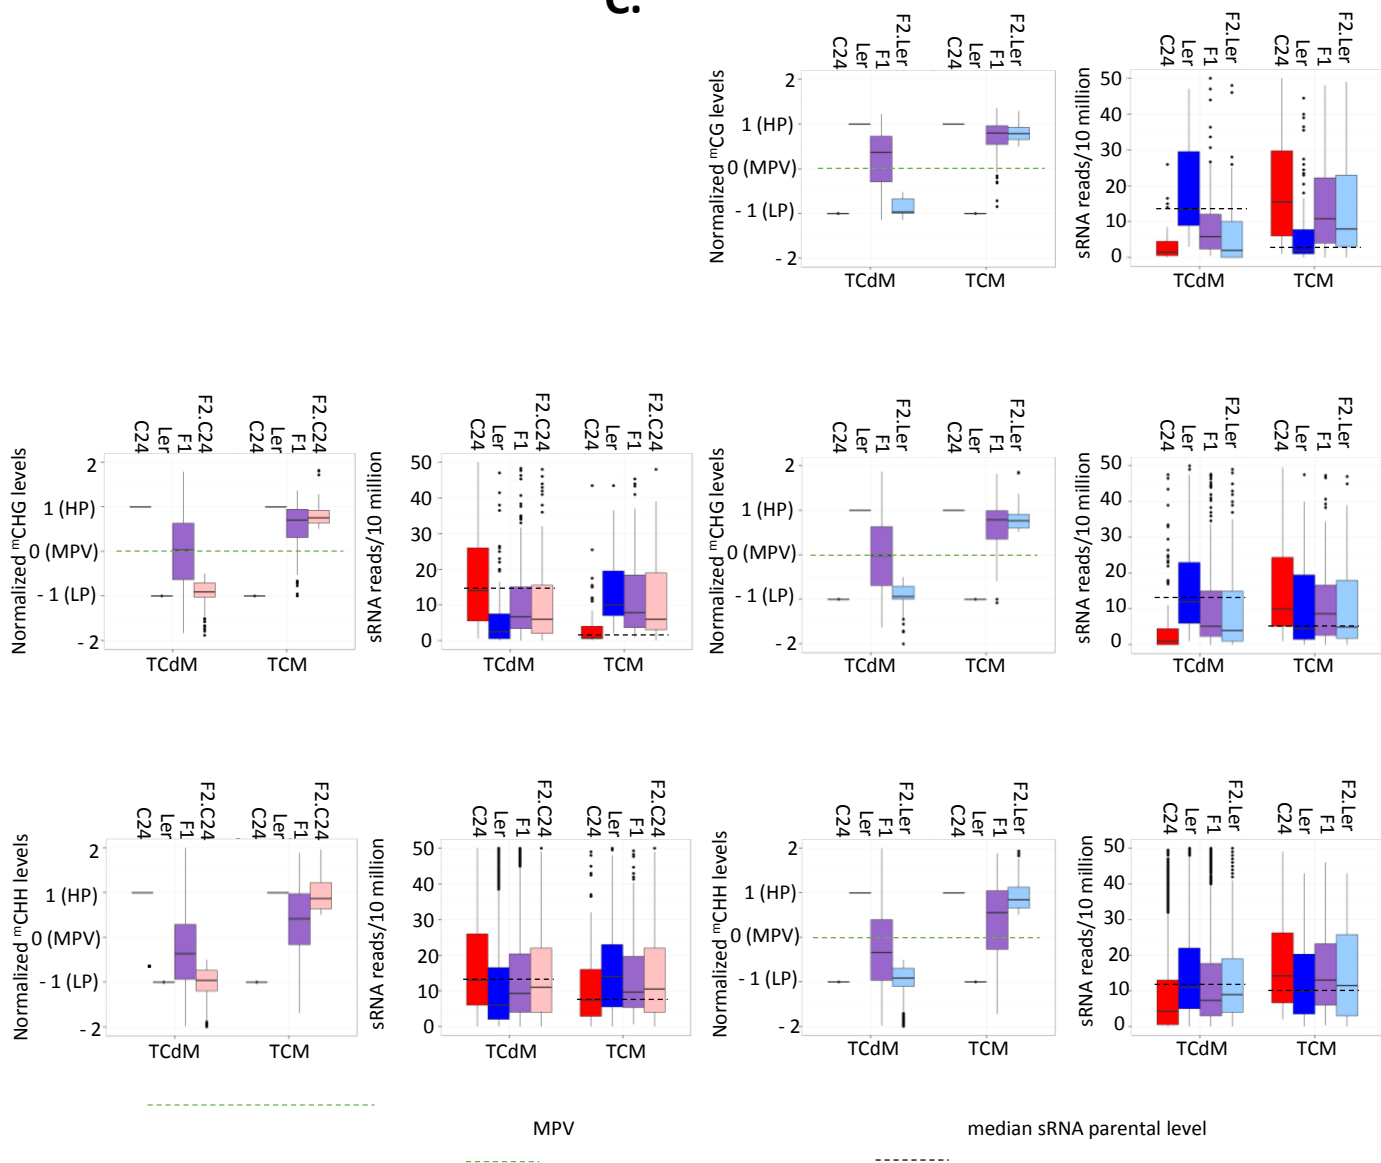 C.
C24 Ler F1 F2.Ler C24 Ler F1 F2.Ler
Normalized mCG levels
2
1 (HP)
0 (MPV)
- 1 (LP)
- 2
TCdM TCM
C24 Ler F1 F2.Ler C24 Ler F1 F2.Ler
sRNA reads/10 million
50
40
30
20
10
0
TCdM TCM
C24 Ler F1 F2.C24 C24 Ler F1 F2.C24
Normalized mCHG levels
2
1 (HP)
0 (MPV)
- 1 (LP)
- 2
TCdM TCM
C24 Ler F1 F2.C24 C24 Ler F1 F2.C24
sRNA reads/10 million
50
40
30
20
10
0
TCdM TCM
C24 Ler F1 F2.Ler C24 Ler F1 F2.Ler
Normalized mCHG levels
2
1 (HP)
0 (MPV)
- 1 (LP)
- 2
TCdM TCM
C24 Ler F1 F2.Ler C24 Ler F1 F2.Ler
sRNA reads/10 million
50
40
30
20
10
0
TCdM TCM
C24 Ler F1 F2.C24 C24 Ler F1 F2.C24
Normalized mCHH levels
2
1 (HP)
0 (MPV)
- 1 (LP)
- 2
TCdM TCM
C24 Ler F1 F2.C24 C24 Ler F1 F2.C24
sRNA reads/10 million
50
40
30
20
10
0
TCdM TCM
C24 Ler F1 F2.Ler C24 Ler F1 F2.Ler
Normalized mCHH levels
2
1 (HP)
0 (MPV)
- 1 (LP)
- 2
TCdM TCM
C24 Ler F1 F2.Ler C24 Ler F1 F2.Ler
sRNA reads/10 million
50
40
30
20
10
0
TCdM TCM
MPV
median sRNA parental level